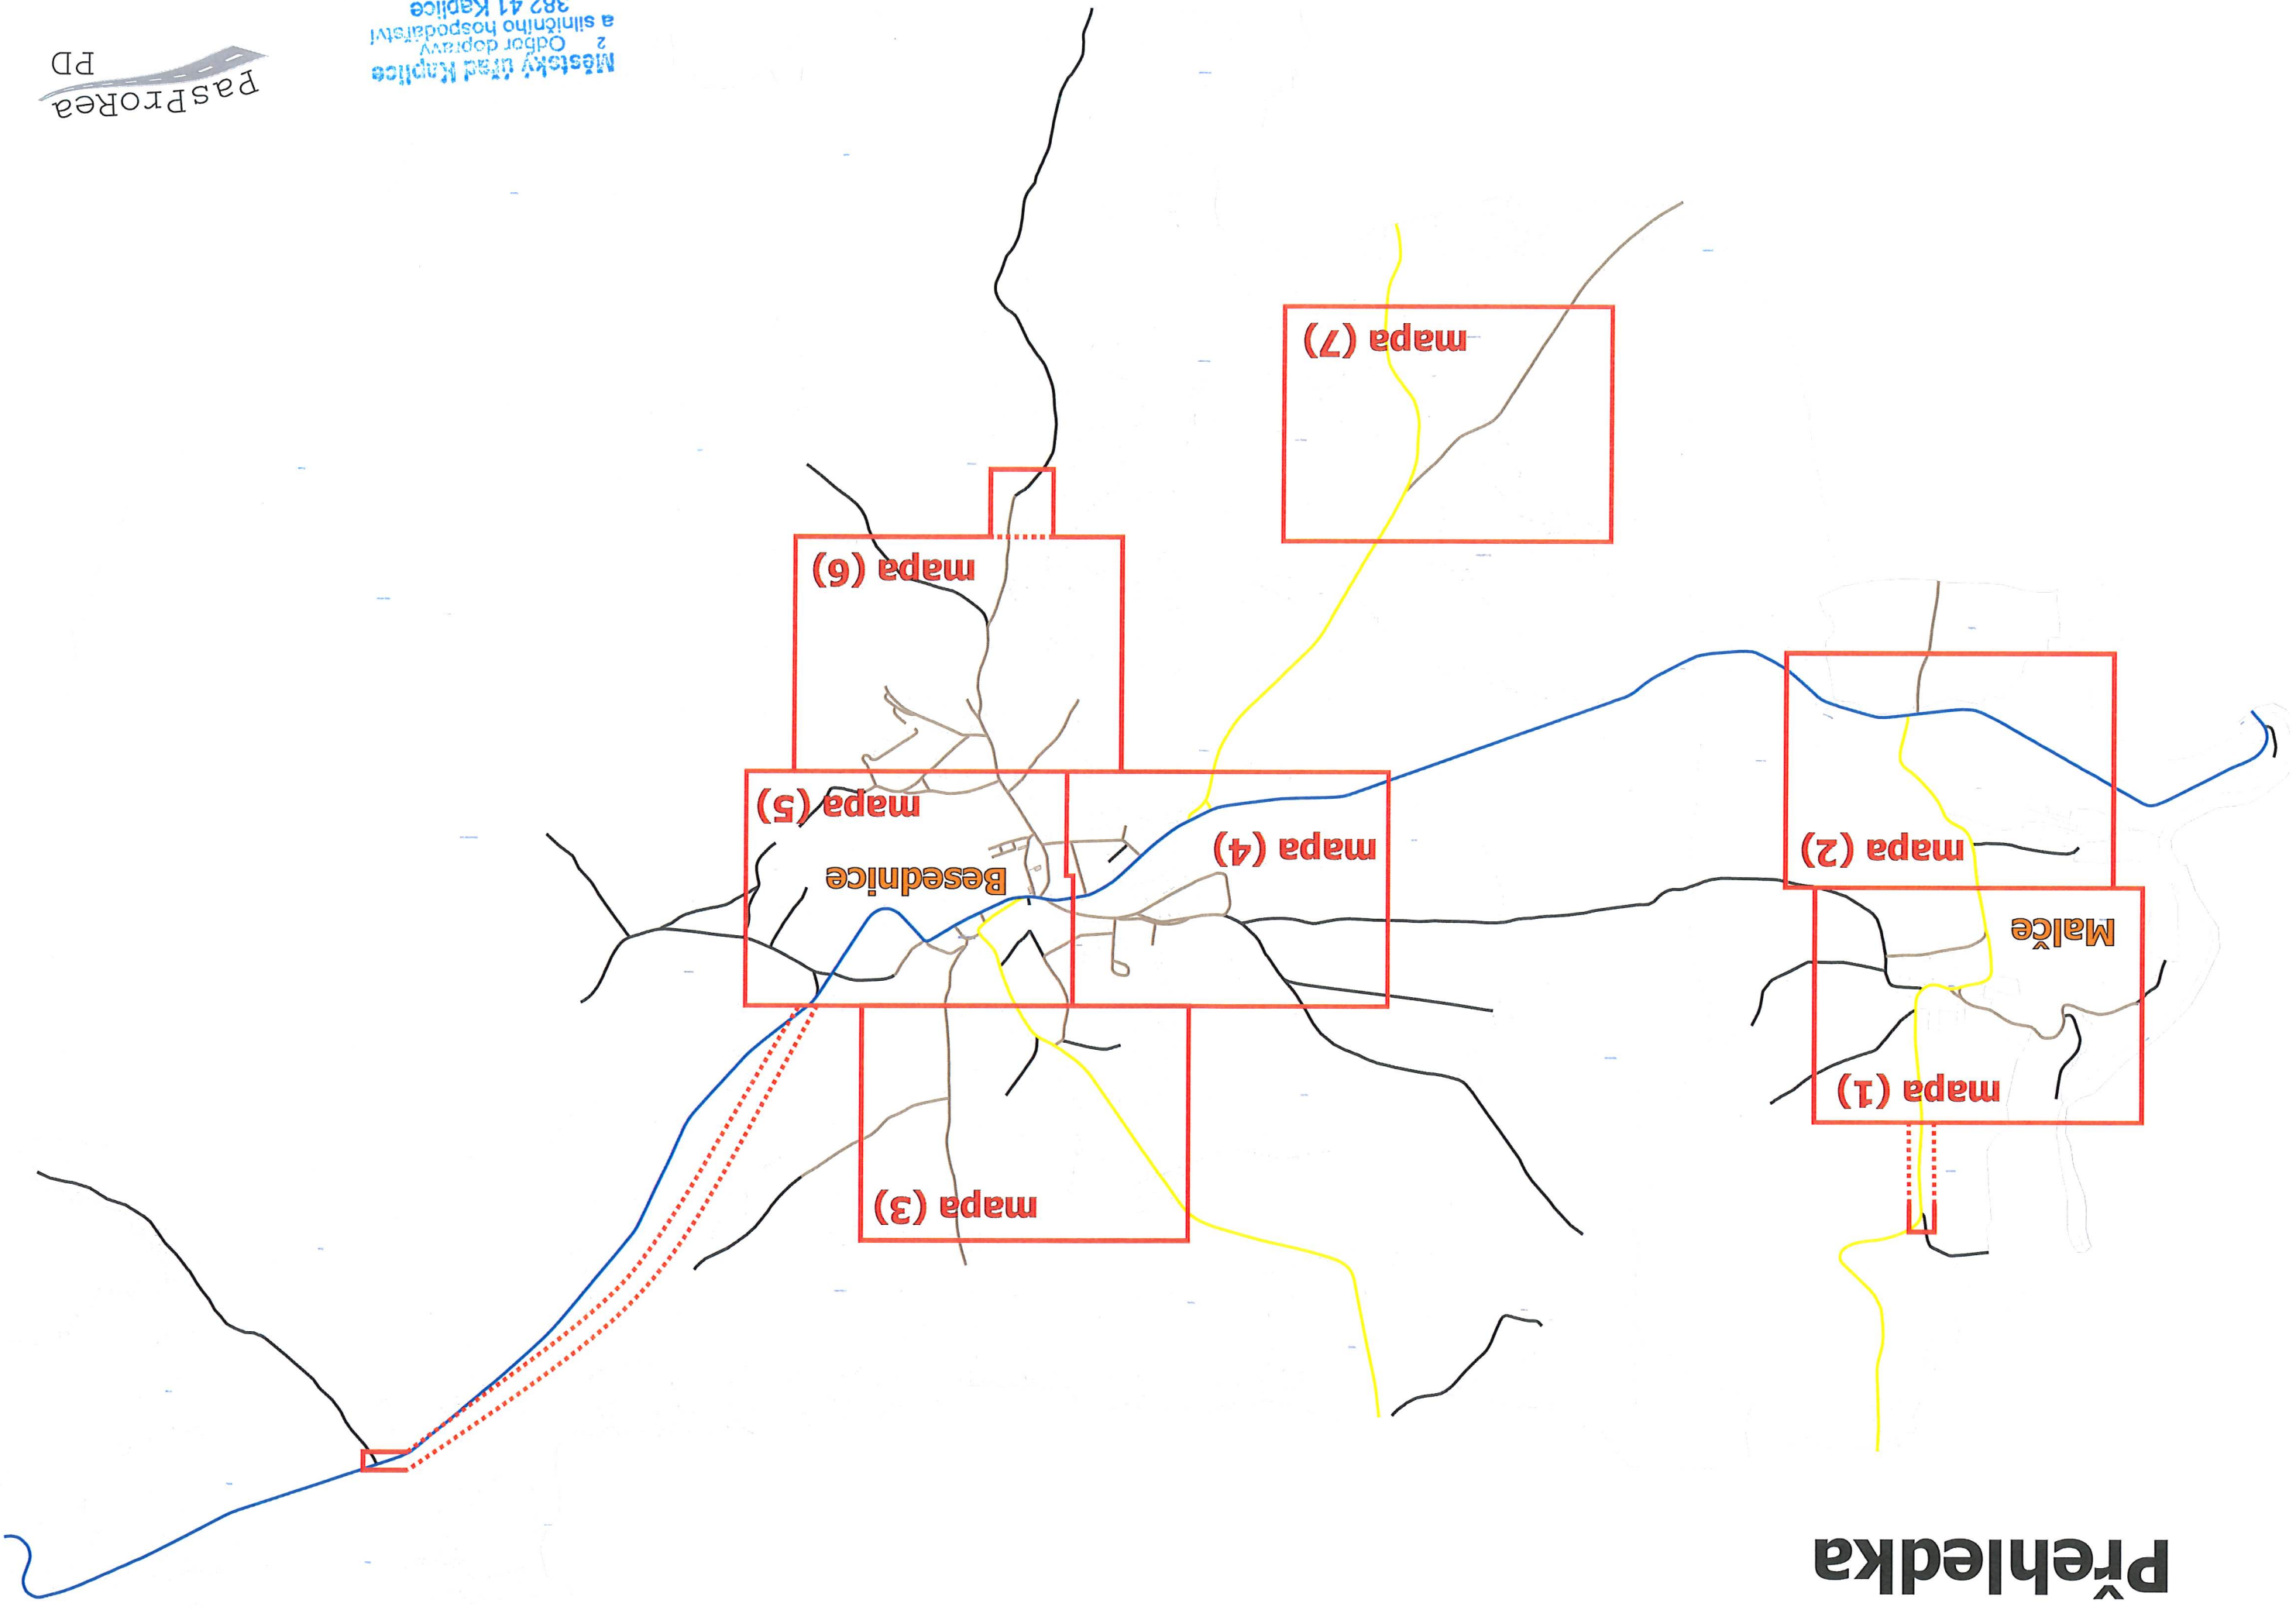 Přehledka
mapa (1)
Malče
mapa (2)
mapa (3)
mapa (4)
Besednice
mapa (5)
mapa (6)
mapa (7)
Městský úřad Kaplice
2 Odbor dopravy
a silničního hospodářství
382 41 Kaplice
PasProRea
PD